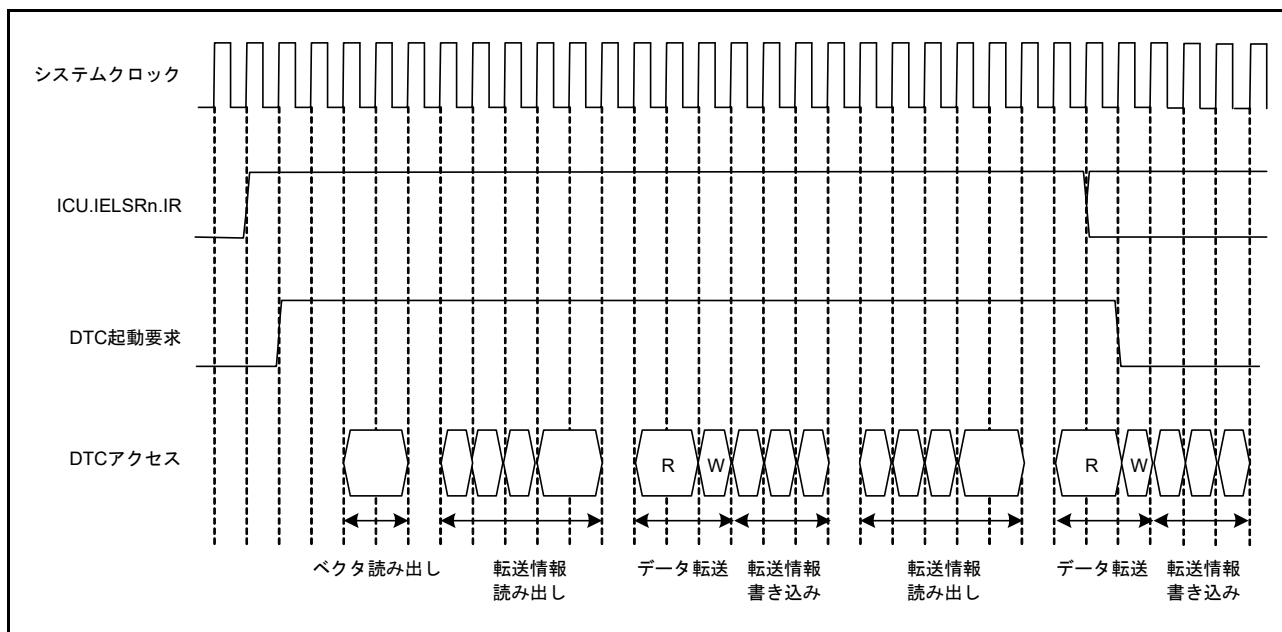 システムクロック
ICU.IELSRn.IR
DTC起動要求
DTCアクセス
R
W
R
W
ベクタ読み出し
転送情報
読み出し
データ転送
転送情報
書き込み
転送情報
読み出し
データ転送
転送情報
書き込み